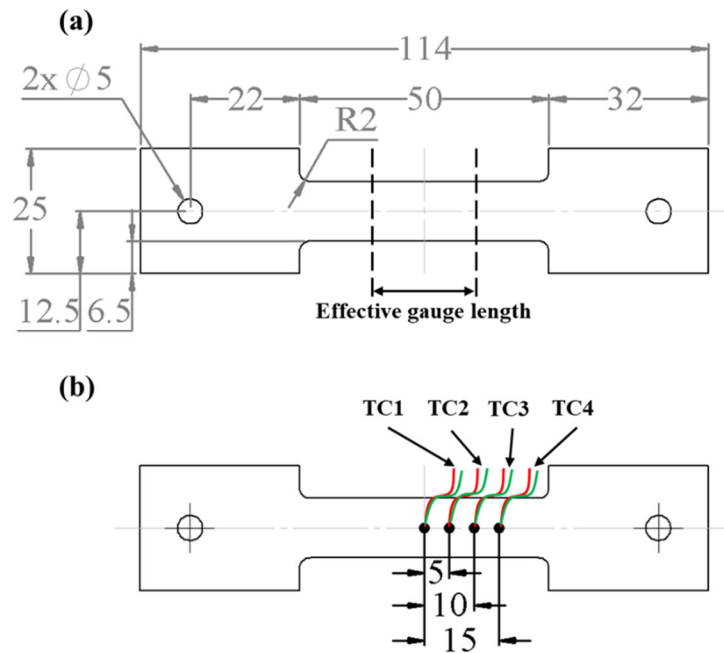 (a)
114
2x ∅ 5
22
50
32
R2
25
12.5
6.5
Effective gauge length
(b)
TC1
TC2
TC3
TC4
5
10
15